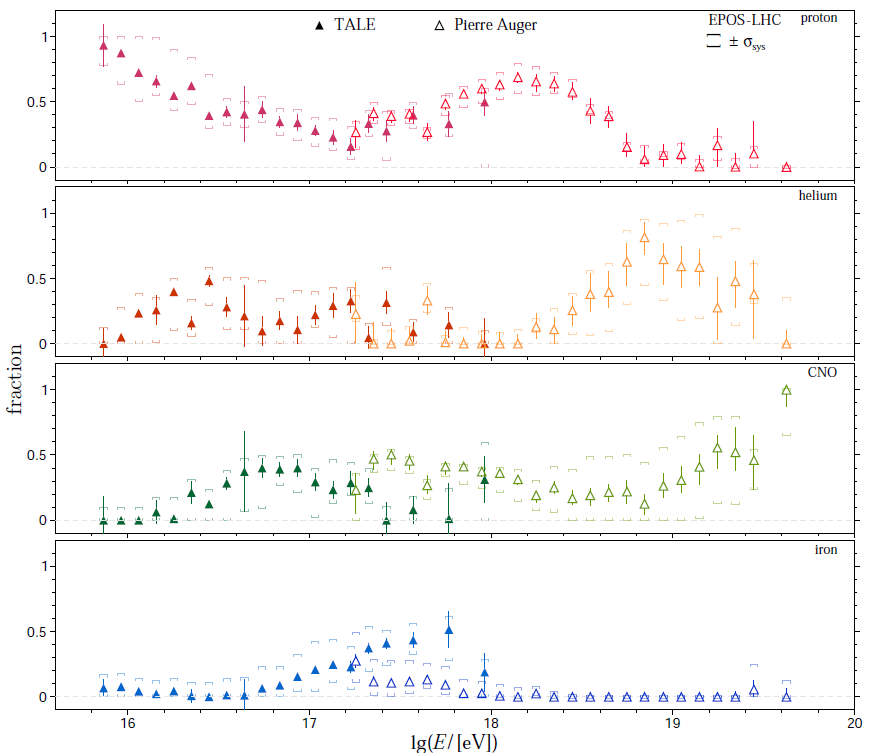 TALE Pierre Auger EPOS-LHC proton
[ ] ± σsys
1
0.5
0
helium
1
0.5
0
CNO
1
0.5
0
iron
1
0.5
0
fraction
16 17 18 19 20
lg(E/[eV])